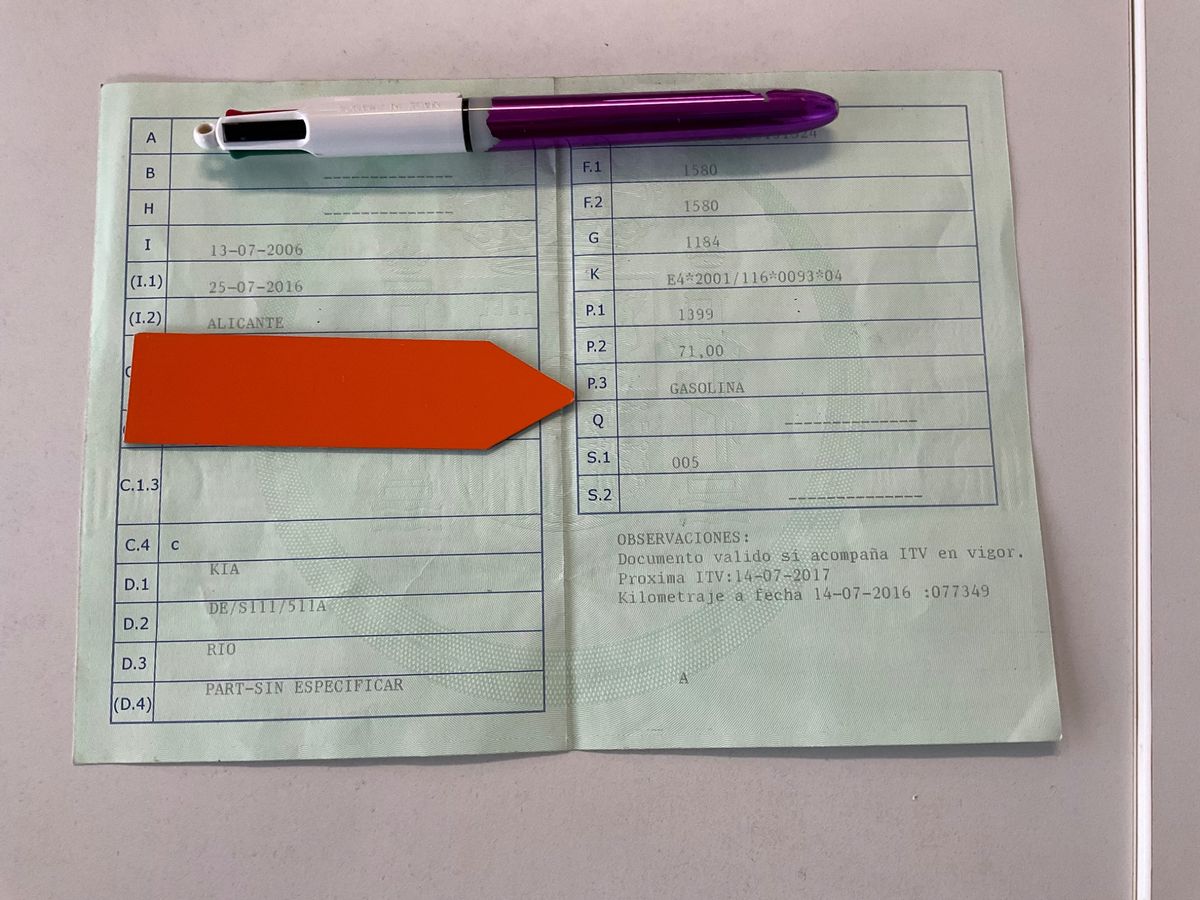 A
B -------------
H -------------
I 13-07-2006
(I.1) 25-07-2016
(I.2) ALICANTE
C.1.3
C.4 c
D.1 KIA
D.2 DE/S111/511A
D.3 RIO
(D.4) PART-SIN ESPECIFICAR
F.1 1580
F.2 1580
G 1184
K E4*2001/116*0093*04
P.1 1399
P.2 71,00
P.3 GASOLINA
Q -------------
S.1 005
S.2 -------------
OBSERVACIONES:
Documento valido si acompaña ITV en vigor.
Proxima ITV:14-07-2017
Kilometraje a fecha 14-07-2016 :077349
A